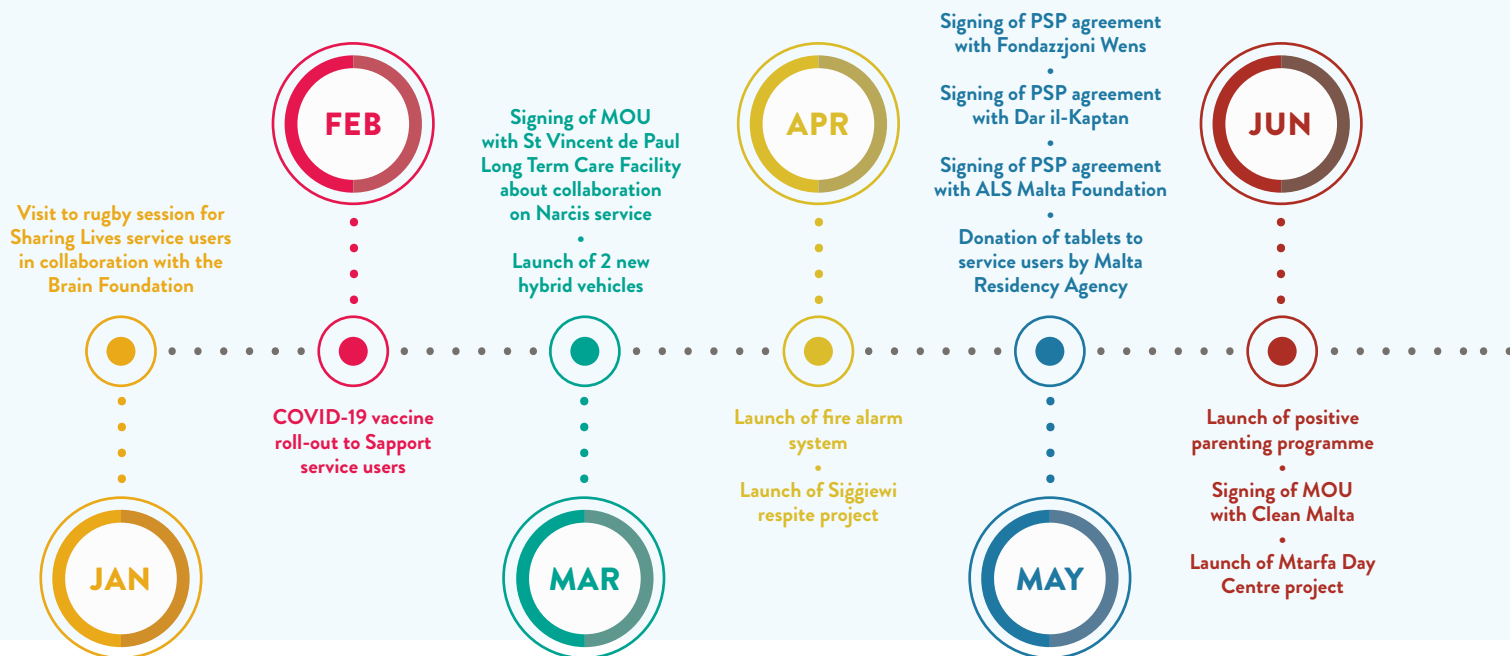 Visit to rugby session for
Sharing Lives service users
in collaboration with the
Brain Foundation
JAN
FEB
COVID-19 vaccine
roll-out to Sapport
service users
Signing of MOU
with St Vincent de Paul
Long Term Care Facility
about collaboration
on Narċis service
•
Launch of 2 new
hybrid vehicles
MAR
APR
Launch of fire alarm
system
•
Launch of Siġġiewi
respite project
Signing of PSP agreement
with Fondazzjoni Wens
•
Signing of PSP agreement
with Dar il-Kaptan
•
Signing of PSP agreement
with ALS Malta Foundation
•
Donation of tablets to
service users by Malta
Residency Agency
MAY
JUN
Launch of positive
parenting programme
•
Signing of MOU
with Clean Malta
•
Launch of Mtarfa Day
Centre project